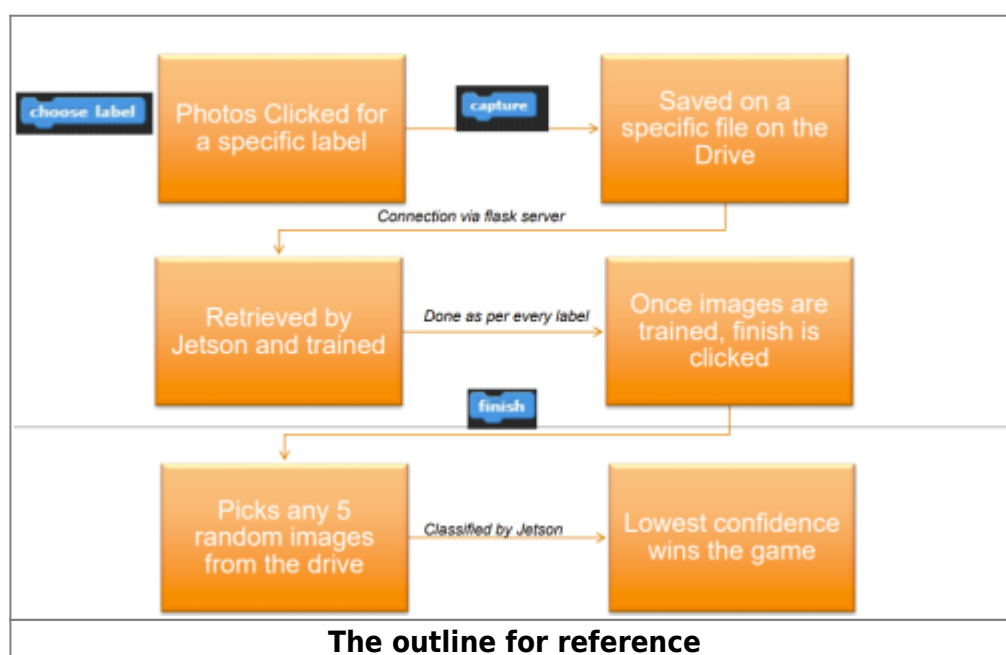 choose label
Photos Clicked for
a specific label
capture
Saved on a
specific file on the
Drive
Connection via flask server
Retrieved by
Jetson and trained
Done as per every label
Once images are
trained, finish is
clicked
finish
Picks any 5
random images
from the drive
Classified by Jetson
Lowest confidence
wins the game
The outline for reference